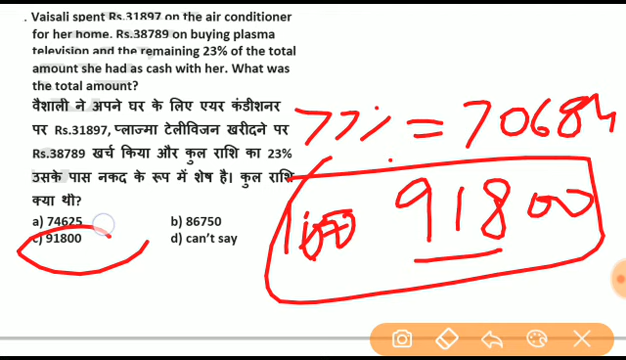 . Vaisali spent Rs.31897 on the air conditioner
for her home. Rs.38789 on buying plasma
television and the remaining 23% of the total
amount she had as cash with her. What was
the total amount?
वैशाली ने अपने घर के लिए एयर कंडीशनर
पर Rs.31897, प्लाज्मा टेलीविजन खरीदने पर
Rs.38789 खर्च किया और कुल राशि का 23%
उसके पास नकद के रूप में शेष है। कुल राशि
क्या थी?
a) 74625 b) 86750
c) 91800 d) can't say
77% = 70684
100 91800